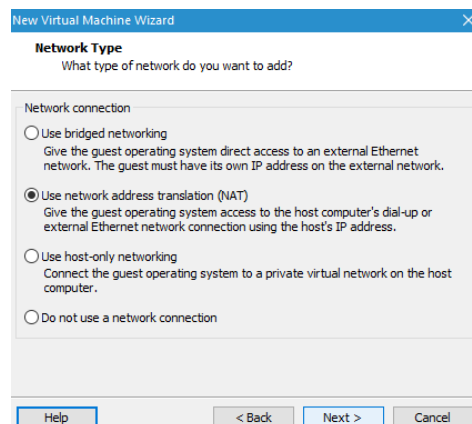 New Virtual Machine Wizard
Network Type
What type of network do you want to add?
Network connection
Use bridged networking
Give the guest operating system direct access to an external Ethernet
network. The guest must have its own IP address on the external network.
Use network address translation (NAT)
Give the guest operating system access to the host computer's dial-up or
external Ethernet network connection using the host's IP address.
Use host-only networking
Connect the guest operating system to a private virtual network on the host
computer.
Do not use a network connection
Help < Back Next > Cancel